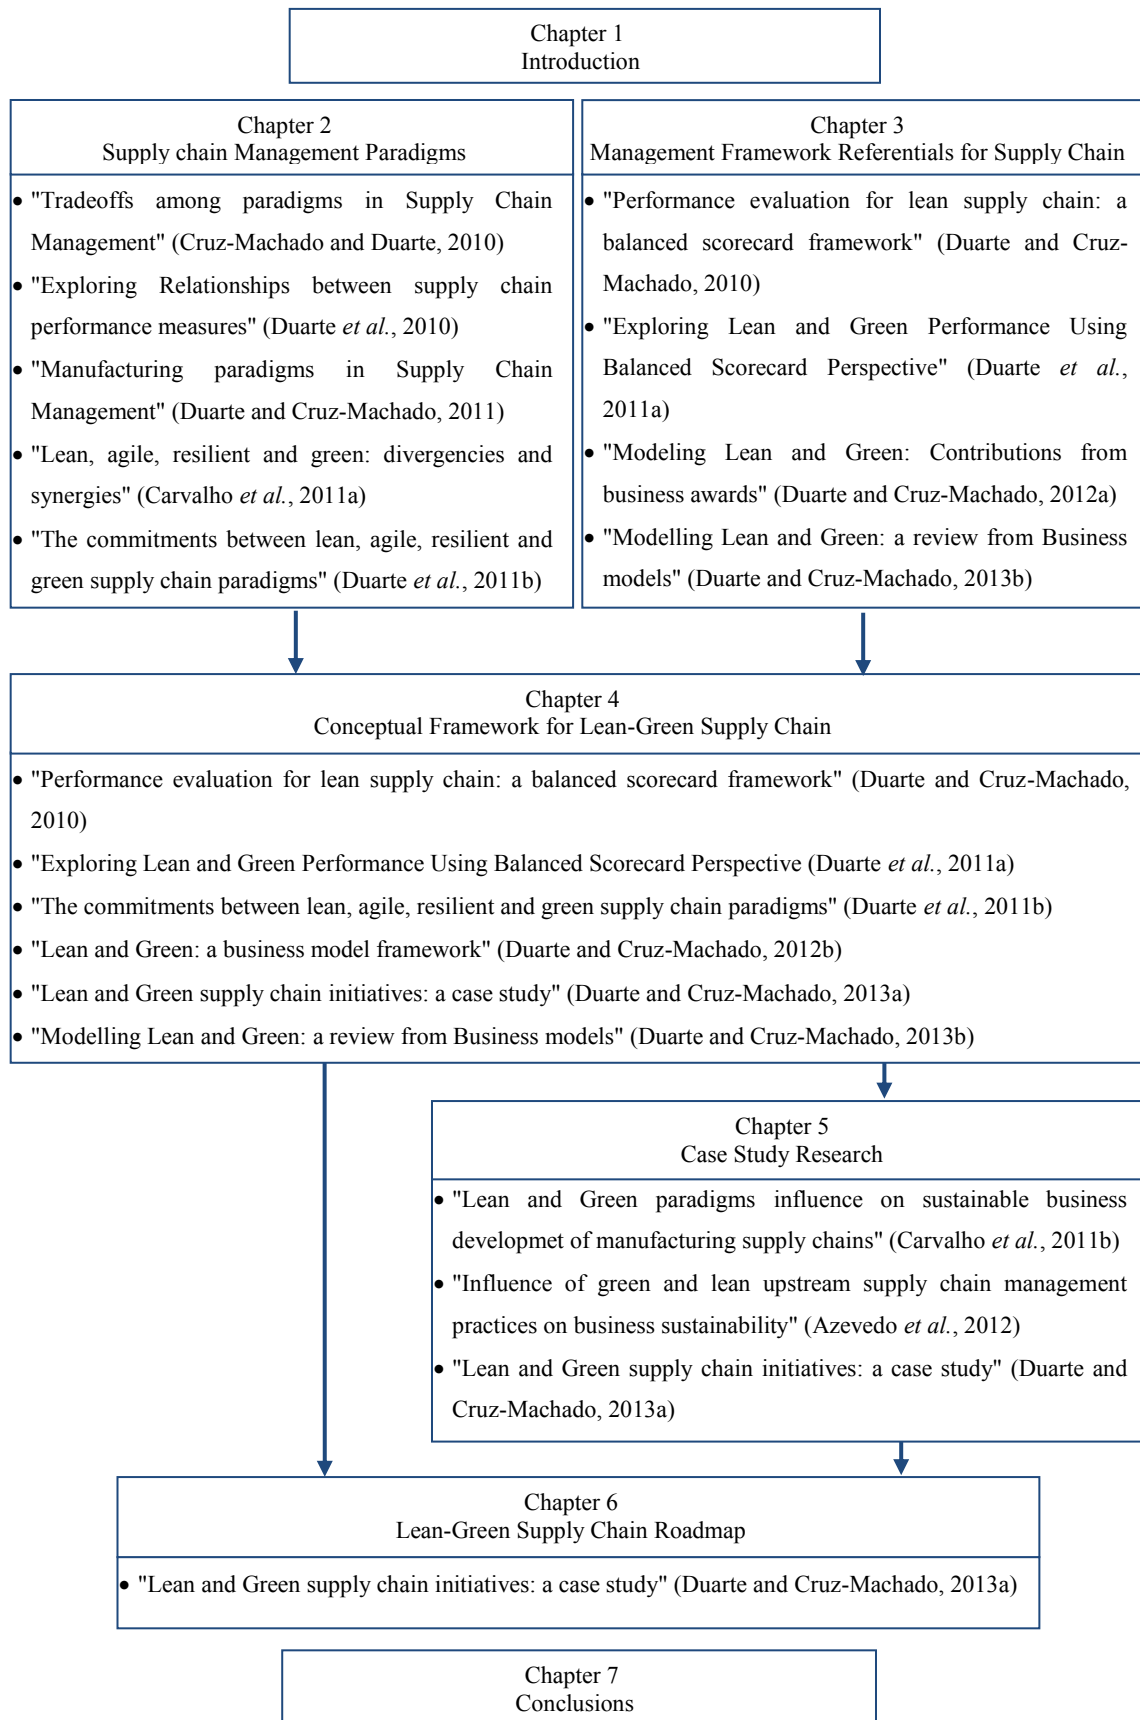 Chapter 1
Introduction
Chapter 2
Supply chain Management Paradigms
• "Tradeoffs among paradigms in Supply Chain
Management" (Cruz-Machado and Duarte, 2010)
• "Exploring Relationships between supply chain
performance measures" (Duarte et al., 2010)
• "Manufacturing paradigms in Supply Chain
Management" (Duarte and Cruz-Machado, 2011)
• "Lean, agile, resilient and green: divergencies and
synergies" (Carvalho et al., 2011a)
• "The commitments between lean, agile, resilient and
green supply chain paradigms" (Duarte et al., 2011b)
Chapter 3
Management Framework Referentials for Supply Chain
• "Performance evaluation for lean supply chain: a
balanced scorecard framework" (Duarte and Cruz-
Machado, 2010)
• "Exploring Lean and Green Performance Using
Balanced Scorecard Perspective" (Duarte et al.,
2011a)
• "Modeling Lean and Green: Contributions from
business awards" (Duarte and Cruz-Machado, 2012a)
• "Modelling Lean and Green: a review from Business
models" (Duarte and Cruz-Machado, 2013b)
Chapter 4
Conceptual Framework for Lean-Green Supply Chain
• "Performance evaluation for lean supply chain: a balanced scorecard framework" (Duarte and Cruz-Machado,
2010)
• "Exploring Lean and Green Performance Using Balanced Scorecard Perspective (Duarte et al., 2011a)
• "The commitments between lean, agile, resilient and green supply chain paradigms" (Duarte et al., 2011b)
• "Lean and Green: a business model framework" (Duarte and Cruz-Machado, 2012b)
• "Lean and Green supply chain initiatives: a case study" (Duarte and Cruz-Machado, 2013a)
• "Modelling Lean and Green: a review from Business models" (Duarte and Cruz-Machado, 2013b)
Chapter 5
Case Study Research
• "Lean and Green paradigms influence on sustainable business
developmet of manufacturing supply chains" (Carvalho et al., 2011b)
• "Influence of green and lean upstream supply chain management
practices on business sustainability" (Azevedo et al., 2012)
• "Lean and Green supply chain initiatives: a case study" (Duarte and
Cruz-Machado, 2013a)
Chapter 6
Lean-Green Supply Chain Roadmap
• "Lean and Green supply chain initiatives: a case study" (Duarte and Cruz-Machado, 2013a)
Chapter 7
Conclusions